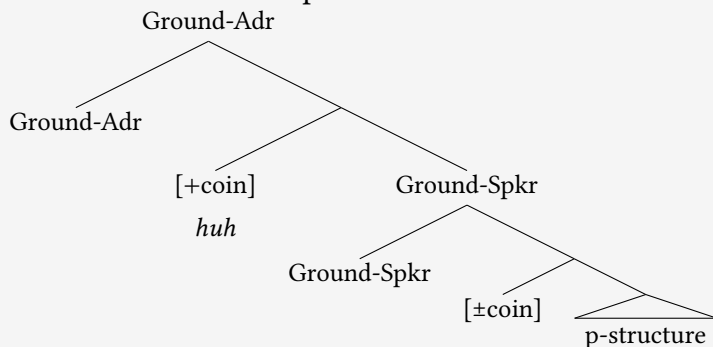 Ground-Adr
Ground-Adr
[+coin]
Ground-Spkr
huh
Ground-Spkr
[±coin]
p-structure